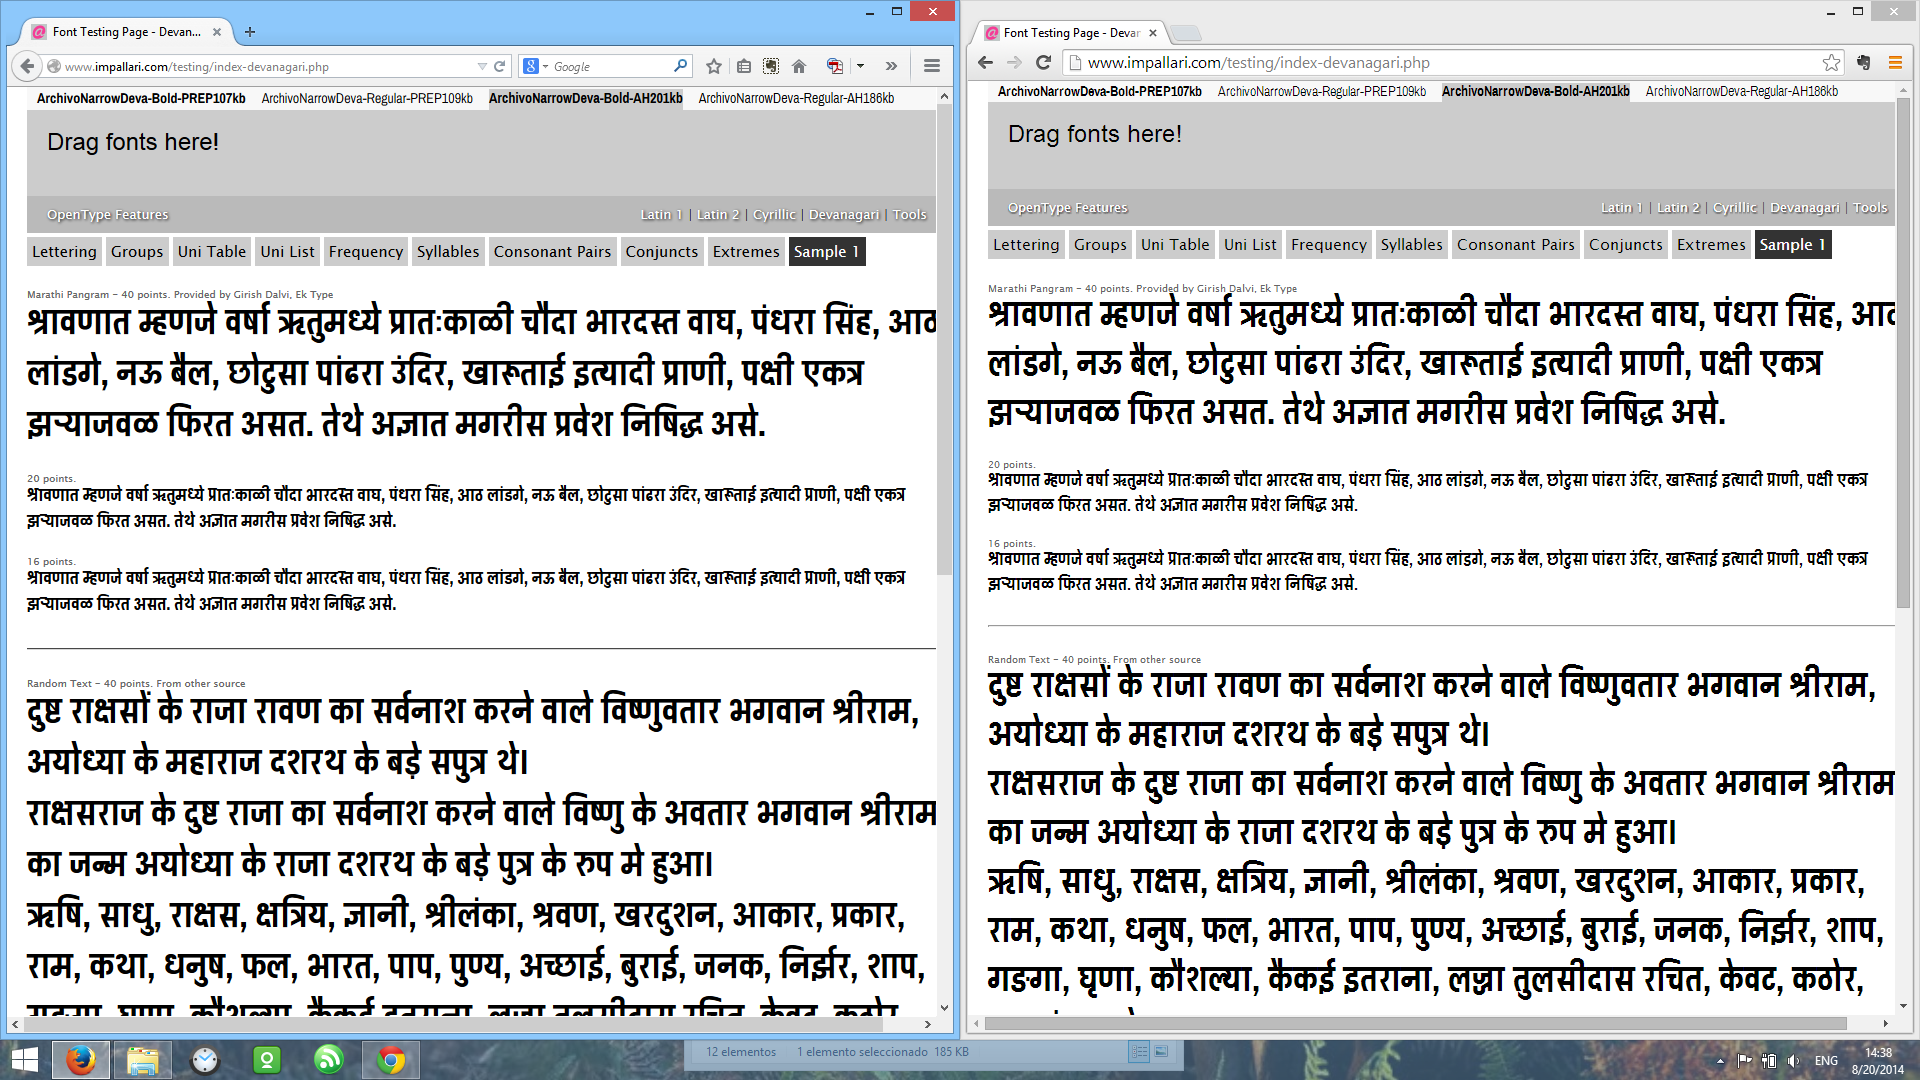 Font Testing Page - Devan...
www.impallari.com/testing/index-devanagari.php
Google
ArchivoNarrowDeva-Bold-PREP107kb ArchivoNarrowDeva-Regular-PREP109kb ArchivoNarrowDeva-Bold-AH201kb ArchivoNarrowDeva-Regular-AH186kb
Drag fonts here!
OpenType Features Latin 1 | Latin 2 | Cyrillic | Devanagari | Tools
Lettering Groups Uni Table Uni List Frequency Syllables Consonant Pairs Conjuncts Extremes Sample 1
Marathi Pangram - 40 points. Provided by Girish Dalvi, Ek Type
श्रावणात म्हणजे वर्षा ऋतुमध्ये प्रातःकाळी चौदा भारदस्त वाघ, पंधरा सिंह, आठ
लांडगे, नऊ बैल, छोटुसा पांढरा उंदिर, खारूताई इत्यादी प्राणी, पक्षी एकत्र
झऱ्याजवळ फिरत असत. तेथे अज्ञात मगरीस प्रवेश निषिद्ध असे.
20 points.
श्रावणात म्हणजे वर्षा ऋतुमध्ये प्रातःकाळी चौदा भारदस्त वाघ, पंधरा सिंह, आठ लांडगे, नऊ बैल, छोटुसा पांढरा उंदिर, खारूताई इत्यादी प्राणी, पक्षी एकत्र
झऱ्याजवळ फिरत असत. तेथे अज्ञात मगरीस प्रवेश निषिद्ध असे.
16 points.
श्रावणात म्हणजे वर्षा ऋतुमध्ये प्रातःकाळी चौदा भारदस्त वाघ, पंधरा सिंह, आठ लांडगे, नऊ बैल, छोटुसा पांढरा उंदिर, खारूताई इत्यादी प्राणी, पक्षी एकत्र
झऱ्याजवळ फिरत असत. तेथे अज्ञात मगरीस प्रवेश निषिद्ध असे.
Random Text - 40 points. From other source
दुष्ट राक्षसों के राजा रावण का सर्वनाश करने वाले विष्णुवतार भगवान श्रीराम,
अयोध्या के महाराज दशरथ के बड़े सपुत्र थे।
राक्षसराज के दुष्ट राजा का सर्वनाश करने वाले विष्णु के अवतार भगवान श्रीराम
का जन्म अयोध्या के राजा दशरथ के बड़े पुत्र के रुप मे हुआ।
ऋषि, साधु, राक्षस, क्षत्रिय, ज्ञानी, श्रीलंका, श्रवण, खरदुशन, आकार, प्रकार,
राम, कथा, धनुष, फल, भारत, पाप, पुण्य, अच्छाई, बुराई, जनक, निर्झर, शाप,
गङगा, घृणा, कौशल्या, कैकई इतराना, लज्जा तुलसीदास रचित, केवट, कठोर,
Font Testing Page - Devan
www.impallari.com/testing/index-devanagari.php
ArchivoNarrowDeva-Bold-PREP107kb ArchivoNarrowDeva-Regular-PREP109kb ArchivoNarrowDeva-Bold-AH201kb ArchivoNarrowDeva-Regular-AH186kb
Drag fonts here!
OpenType Features Latin 1 | Latin 2 | Cyrillic | Devanagari | Tools
Lettering Groups Uni Table Uni List Frequency Syllables Consonant Pairs Conjuncts Extremes Sample 1
Marathi Pangram - 40 points. Provided by Girish Dalvi, Ek Type
श्रावणात म्हणजे वर्षा ऋतुमध्ये प्रातःकाळी चौदा भारदस्त वाघ, पंधरा सिंह, आठ
लांडगे, नऊ बैल, छोटुसा पांढरा उंदिर, खारूताई इत्यादी प्राणी, पक्षी एकत्र
झऱ्याजवळ फिरत असत. तेथे अज्ञात मगरीस प्रवेश निषिद्ध असे.
20 points.
श्रावणात म्हणजे वर्षा ऋतुमध्ये प्रातःकाळी चौदा भारदस्त वाघ, पंधरा सिंह, आठ लांडगे, नऊ बैल, छोटुसा पांढरा उंदिर, खारूताई इत्यादी प्राणी, पक्षी एकत्र
झऱ्याजवळ फिरत असत. तेथे अज्ञात मगरीस प्रवेश निषिद्ध असे.
16 points.
श्रावणात म्हणजे वर्षा ऋतुमध्ये प्रातःकाळी चौदा भारदस्त वाघ, पंधरा सिंह, आठ लांडगे, नऊ बैल, छोटुसा पांढरा उंदिर, खारूताई इत्यादी प्राणी, पक्षी एकत्र
झऱ्याजवळ फिरत असत. तेथे अज्ञात मगरीस प्रवेश निषिद्ध असे.
Random Text - 40 points. From other source
दुष्ट राक्षसों के राजा रावण का सर्वनाश करने वाले विष्णुवतार भगवान श्रीराम,
अयोध्या के महाराज दशरथ के बड़े सपुत्र थे।
राक्षसराज के दुष्ट राजा का सर्वनाश करने वाले विष्णु के अवतार भगवान श्रीराम
का जन्म अयोध्या के राजा दशरथ के बड़े पुत्र के रुप मे हुआ।
ऋषि, साधु, राक्षस, क्षत्रिय, ज्ञानी, श्रीलंका, श्रवण, खरदुशन, आकार, प्रकार,
राम, कथा, धनुष, फल, भारत, पाप, पुण्य, अच्छाई, बुराई, जनक, निर्झर, शाप,
गङगा, घृणा, कौशल्या, कैकई इतराना, लज्जा तुलसीदास रचित, केवट, कठोर,
12 elementos 1 elemento seleccionado 185 KB
ENG
14:38
8/20/2014